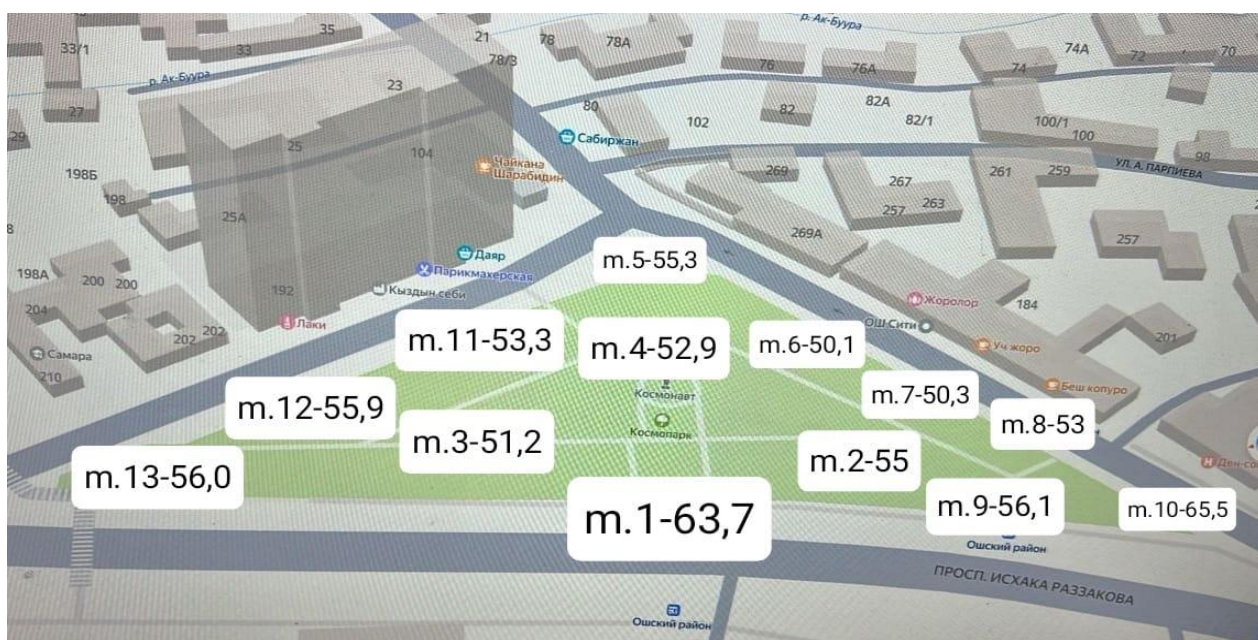 р. Ак-Буура
35
33/1
33
21
78
78А
78/3
74А
72
70
76
76А
74
р. Ак-Буура
23
27
29
80
82
82А
102
82/1
100/1
100
Сабиржан
25
104
98
Чайкана
Шарабидин
УЛ. А. ПАРПИЕВА
198Б
198
269
267
261
259
25А
257
263
8
269А
257
Даяр
m.5-55,3
Парикмахерская
198А
200
200
192
Кыздын себи
Жоролор
184
204
202
202
Лаки
ОШ Сити
m.11-53,3
m.4-52,9
m.6-50,1
Уч жоро
201
Самара
210
Космонавт
m.7-50,3
Беш копуро
m.12-55,9
Космопарк
m.8-53
m.3-51,2
m.2-55
m.13-56,0
m.1-63,7
m.9-56,1
m.10-65,5
Ошский район
ПРОСП. ИСХАКА РАЗЗАКОВА
Ошский район